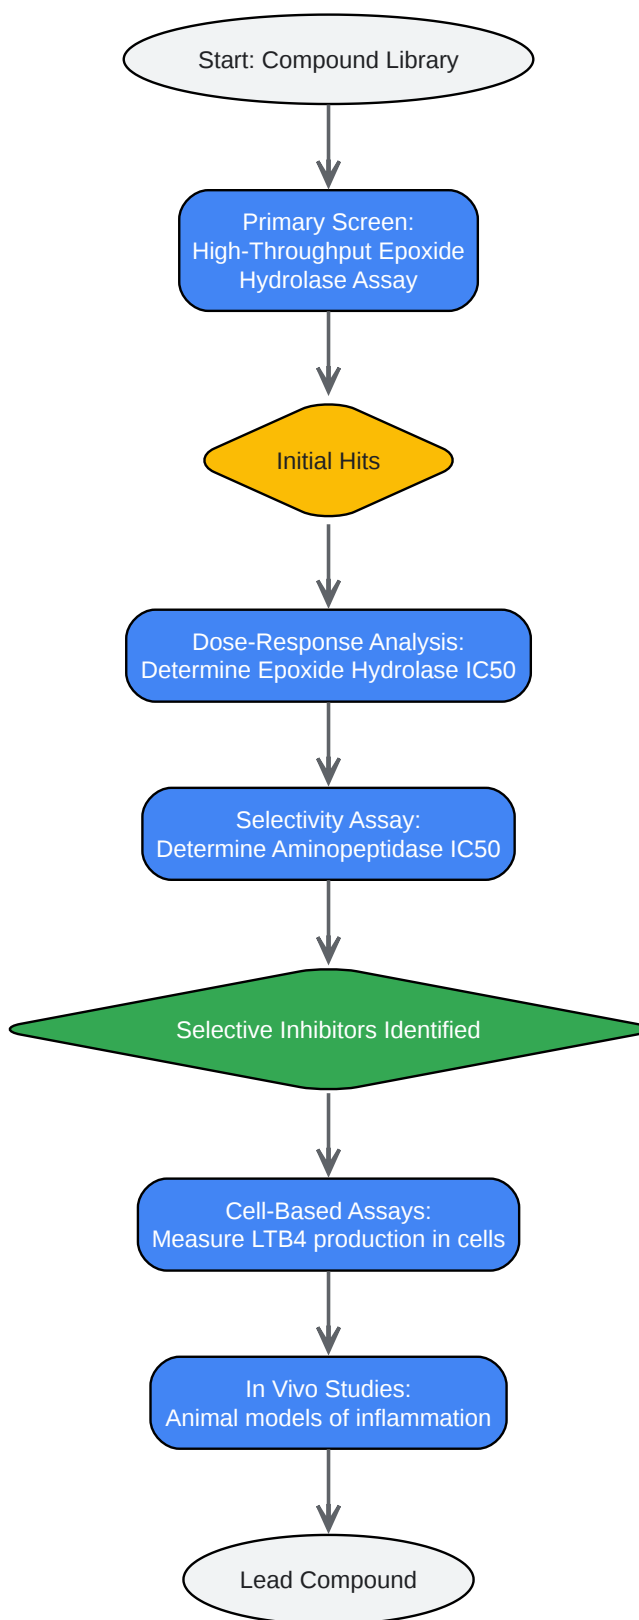 Start: Compound Library
Primary Screen:
High-Throughput Epoxide
Hydrolase Assay
Initial Hits
Dose-Response Analysis:
Determine Epoxide Hydrolase IC50
Selectivity Assay:
Determine Aminopeptidase IC50
Selective Inhibitors Identified
Cell-Based Assays:
Measure LTB4 production in cells
In Vivo Studies:
Animal models of inflammation
Lead Compound